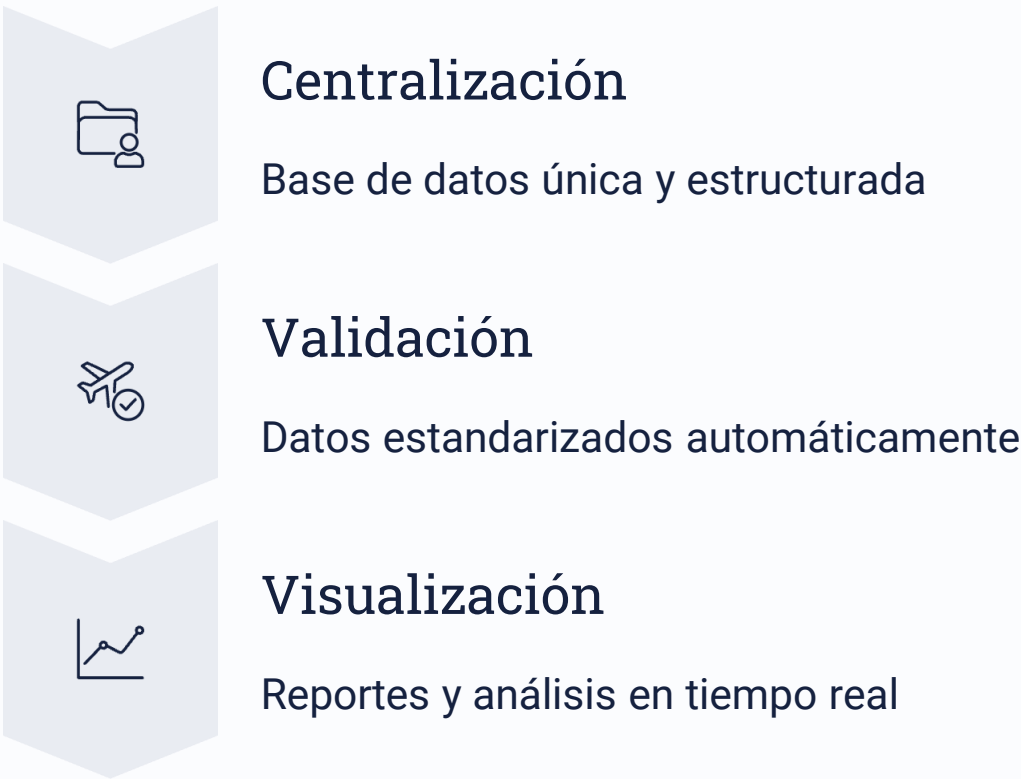 Centralización
Base de datos única y estructurada
Validación
Datos estandarizados automáticamente
Visualización
Reportes y análisis en tiempo real